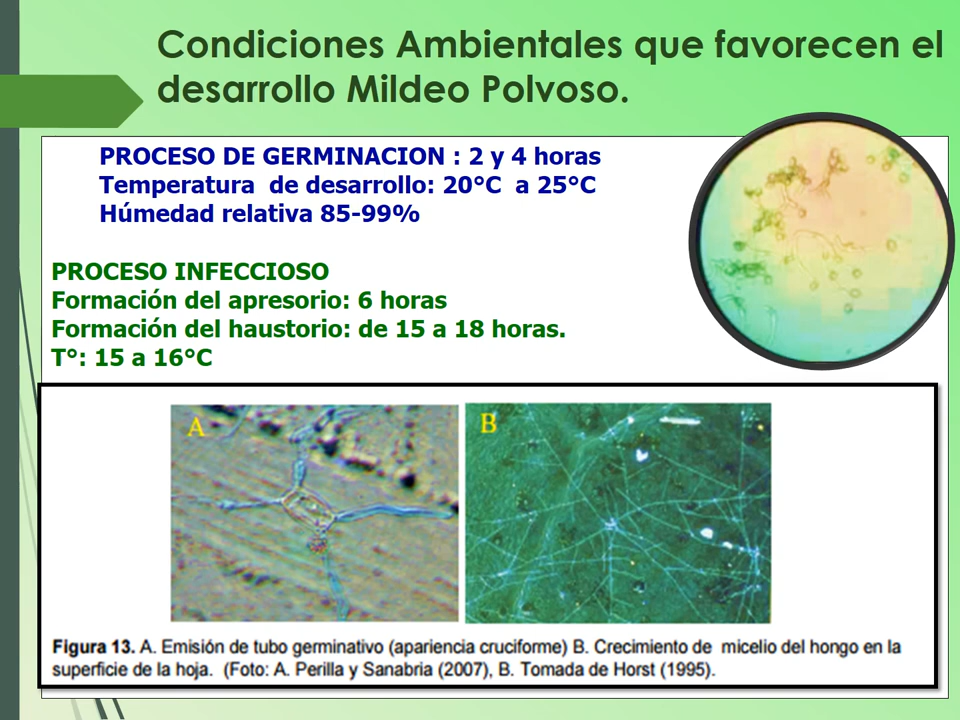 Condiciones Ambientales que favorecen el
desarrollo Mildeo Polvoso.
PROCESO DE GERMINACION : 2 y 4 horas
Temperatura de desarrollo: 20°C a 25°C
Húmedad relativa 85-99%
PROCESO INFECCIOSO
Formación del apresorio: 6 horas
Formación del haustorio: de 15 a 18 horas.
T°: 15 a 16°C
A
B
Figura 13. A. Emisión de tubo germinativo (apariencia cruciforme) B. Crecimiento de micelio del hongo en la
superficie de la hoja. (Foto: A. Perilla y Sanabria (2007), B. Tomada de Horst (1995).